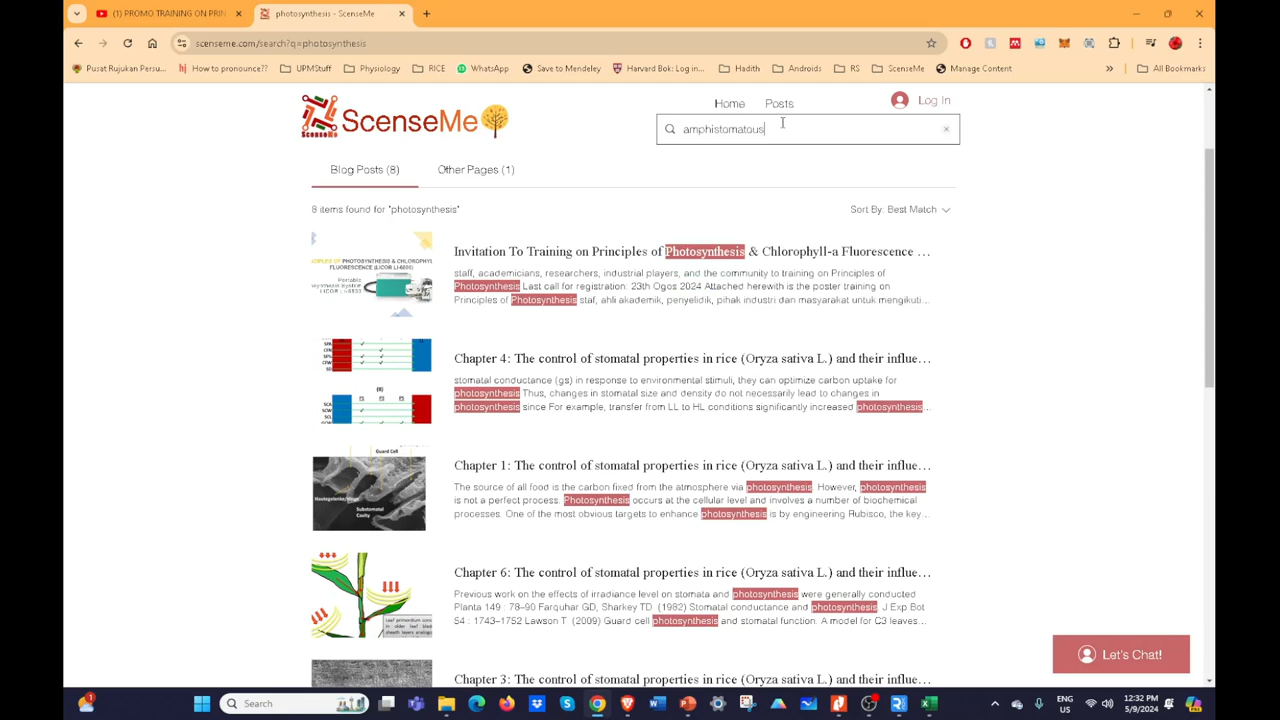 (1) PROMO TRAINING ON PRIN
photosynthesis - ScenseMe
scenseme.com/search?q=photosynthesis
Pusat Rujukan Persu...
How to pronounce??
UPMStuff
Physiology
RICE
WhatsApp
Save to Mendeley
Harvard Bok: Log in...
Hadith
Androids
RS
ScenseMe
Manage Content
All Bookmarks
ScenseMe
Home
Posts
Log In
amphistomatous
Blog Posts (8)
Other Pages (1)
8 items found for "photosynthesis"
Sort By: Best Match
Invitation To Training on Principles of Photosynthesis & Chlorophyll-a Fluorescence ...
staff, academicians, researchers, industrial players, and the community to training on Principles of
Photosynthesis Last call for registration: 23th Ogos 2024 Attached herewith is the poster training on
Principles of Photosynthesis staf, ahli akademik, penyelidik, pihak industri dan masyarakat untuk mengikuti...
Chapter 4: The control of stomatal properties in rice (Oryza sativa L.) and their influe...
stomatal conductance (gs) in response to environmental stimuli, they can optimize carbon uptake for
photosynthesis Thus, changes in stomatal size and density do not necessarily lead to changes in
photosynthesis since For example, transfer from LL to HL conditions significantly increased photosynthesis...
Guard Cell
Substomatal
Cavity
Chapter 1: The control of stomatal properties in rice (Oryza sativa L.) and their influe...
The source of all food is the carbon fixed from the atmosphere via photosynthesis. However, photosynthesis
is not a perfect process. Photosynthesis occurs at the cellular level and involves a number of biochemical
processes. One of the most obvious targets to enhance photosynthesis is by engineering Rubisco, the key...
Chapter 6: The control of stomatal properties in rice (Oryza sativa L.) and their influe...
Previous work on the effects of irradiance level on stomata and photosynthesis were generally conducted
Planta 149 : 78–90 Farquhar GD, Sharkey TD (1982) Stomatal conductance and photosynthesis. J Exp Bot
54 : 1743–1752 Lawson T (2009) Guard cell photosynthesis and stomatal function. A model for C3 leaves...
Chapter 3: The control of stomatal properties in rice (Oryza sativa L.) and their influe...
Let's Chat!
Search
ENG
US
12:32 PM
5/9/2024